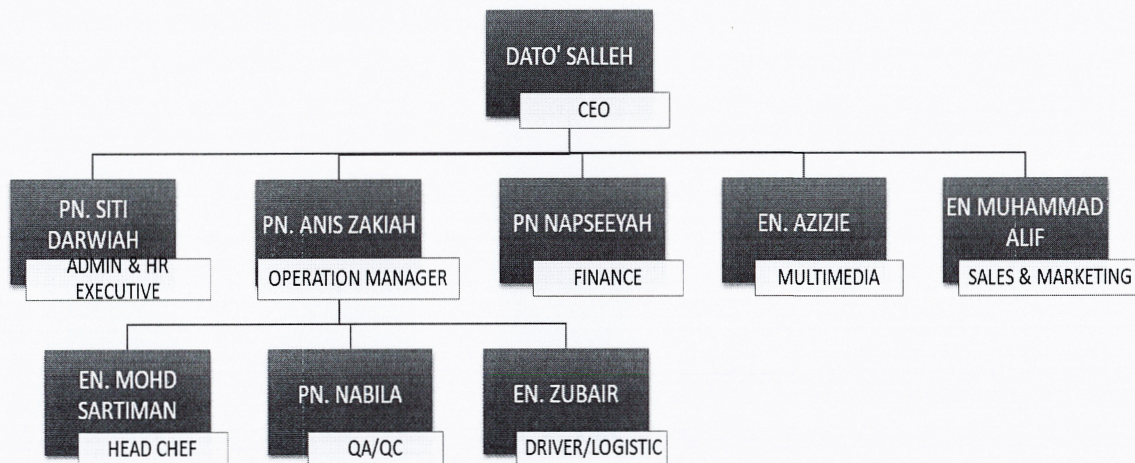 DATO' SALLEH
CEO
PN. SITI
DARWIAH
ADMIN & HR
EXECUTIVE
PN. ANIS ZAKIAH
OPERATION MANAGER
PN NAPSEEYAH
FINANCE
EN. AZIZIE
MULTIMEDIA
EN MUHAMMAD
ALIF
SALES & MARKETING
EN. MOHD
SARTIMAN
HEAD CHEF
PN. NABILA
QA/QC
EN. ZUBAIR
DRIVER/LOGISTIC